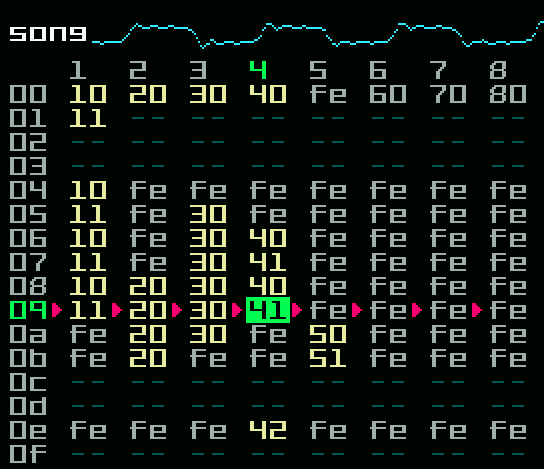 song
1 2 3 4 5 6 7 8
00 10 20 30 40 fe 60 70 80
01 11 -- -- -- -- -- -- --
02 -- -- -- -- -- -- -- --
03 -- -- -- -- -- -- -- --
04 10 fe fe fe fe fe fe fe
05 11 fe 30 fe fe fe fe fe
06 10 fe 30 40 fe fe fe fe
07 11 fe 30 41 fe fe fe fe
08 10 20 30 40 fe fe fe fe
09 11 20 30 41 fe fe fe fe
0a fe 20 30 fe 50 fe fe fe
0b fe 20 fe fe 51 fe fe fe
0c -- -- -- -- -- -- -- --
0d -- -- -- -- -- -- -- --
0e fe fe fe 42 fe fe fe fe
0f -- -- -- -- -- -- -- --